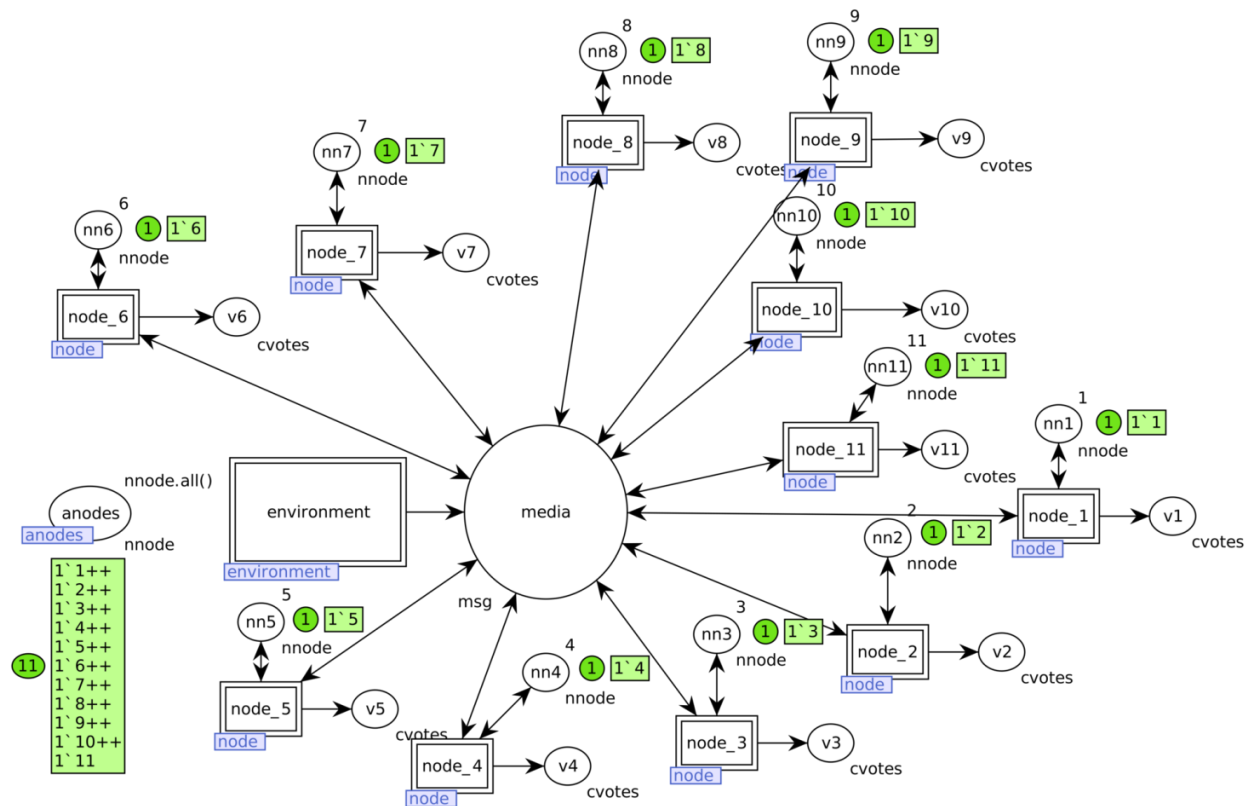 8
nn8
1
1`8
nnode
node_8
node
v8
cvotes
9
nn9
1
1`9
nnode
node_9
node
v9
cvotes
7
nn7
1
1`7
nnode
node_7
node
v7
cvotes
10
nn10
1
1`10
nnode
node_10
node
v10
cvotes
6
nn6
1
1`6
nnode
node_6
node
v6
cvotes
11
nn11
1
1`11
nnode
node_11
node
v11
cvotes
1
nn1
1
1`1
nnode
node_1
node
v1
cvotes
nnode.all()
anodes
anodes
nnode
11
1`1++
1`2++
1`3++
1`4++
1`5++
1`6++
1`7++
1`8++
1`9++
1`10++
1`11
environment
environment
media
msg
2
nn2
1
1`2
nnode
node_2
node
v2
cvotes
5
nn5
1
1`5
nnode
node_5
node
v5
cvotes
4
nn4
1
1`4
nnode
node_4
node
v4
cvotes
3
nn3
1
1`3
nnode
node_3
node
v3
cvotes